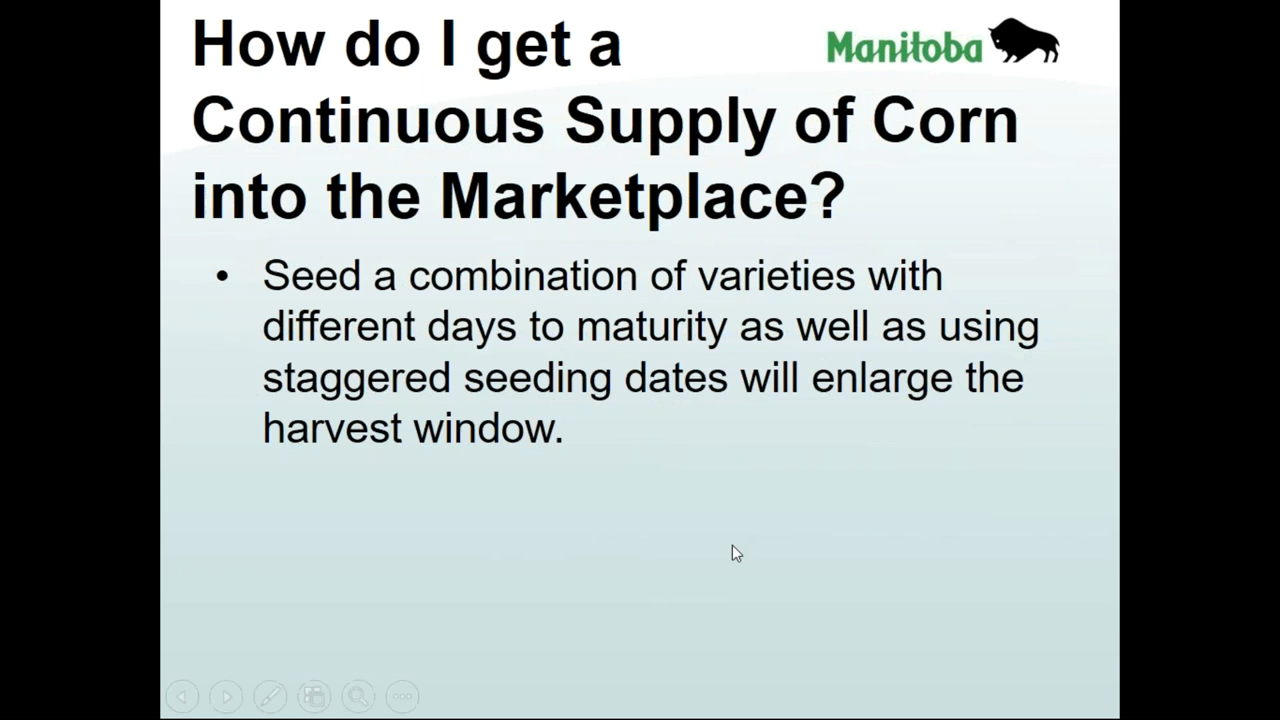 How do I get a
Manitoba
Continuous Supply of Corn
into the Marketplace?
• Seed a combination of varieties with
different days to maturity as well as using
staggered seeding dates will enlarge the
harvest window.